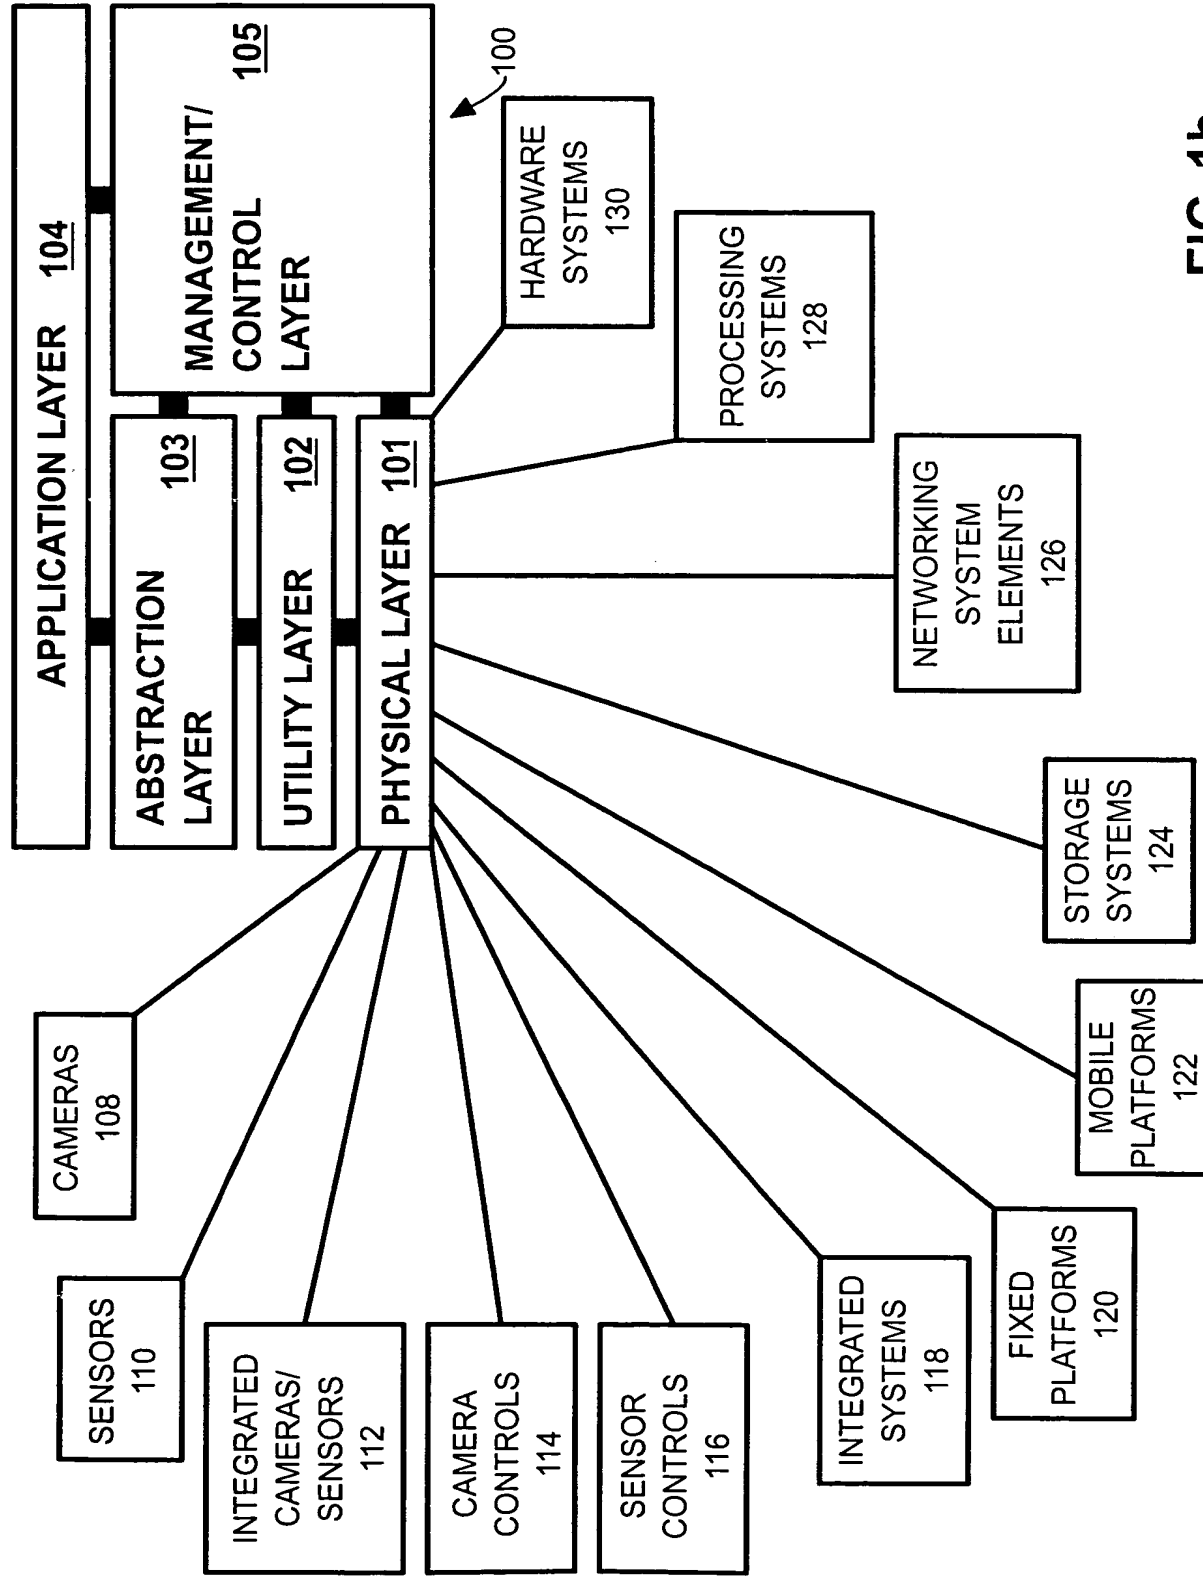 APPLICATION LAYER 104
ABSTRACTION
LAYER 103
UTILITY LAYER 102
PHYSICAL LAYER 101
MANAGEMENT/
CONTROL 105
LAYER
100
CAMERAS
108
SENSORS
110
INTEGRATED
CAMERAS/
SENSORS
112
CAMERA
CONTROLS
114
SENSOR
CONTROLS
116
INTEGRATED
SYSTEMS
118
FIXED
PLATFORMS
120
MOBILE
PLATFORMS
122
STORAGE
SYSTEMS
124
NETWORKING
SYSTEM
ELEMENTS
126
PROCESSING
SYSTEMS
128
HARDWARE
SYSTEMS
130
FIG. 1b